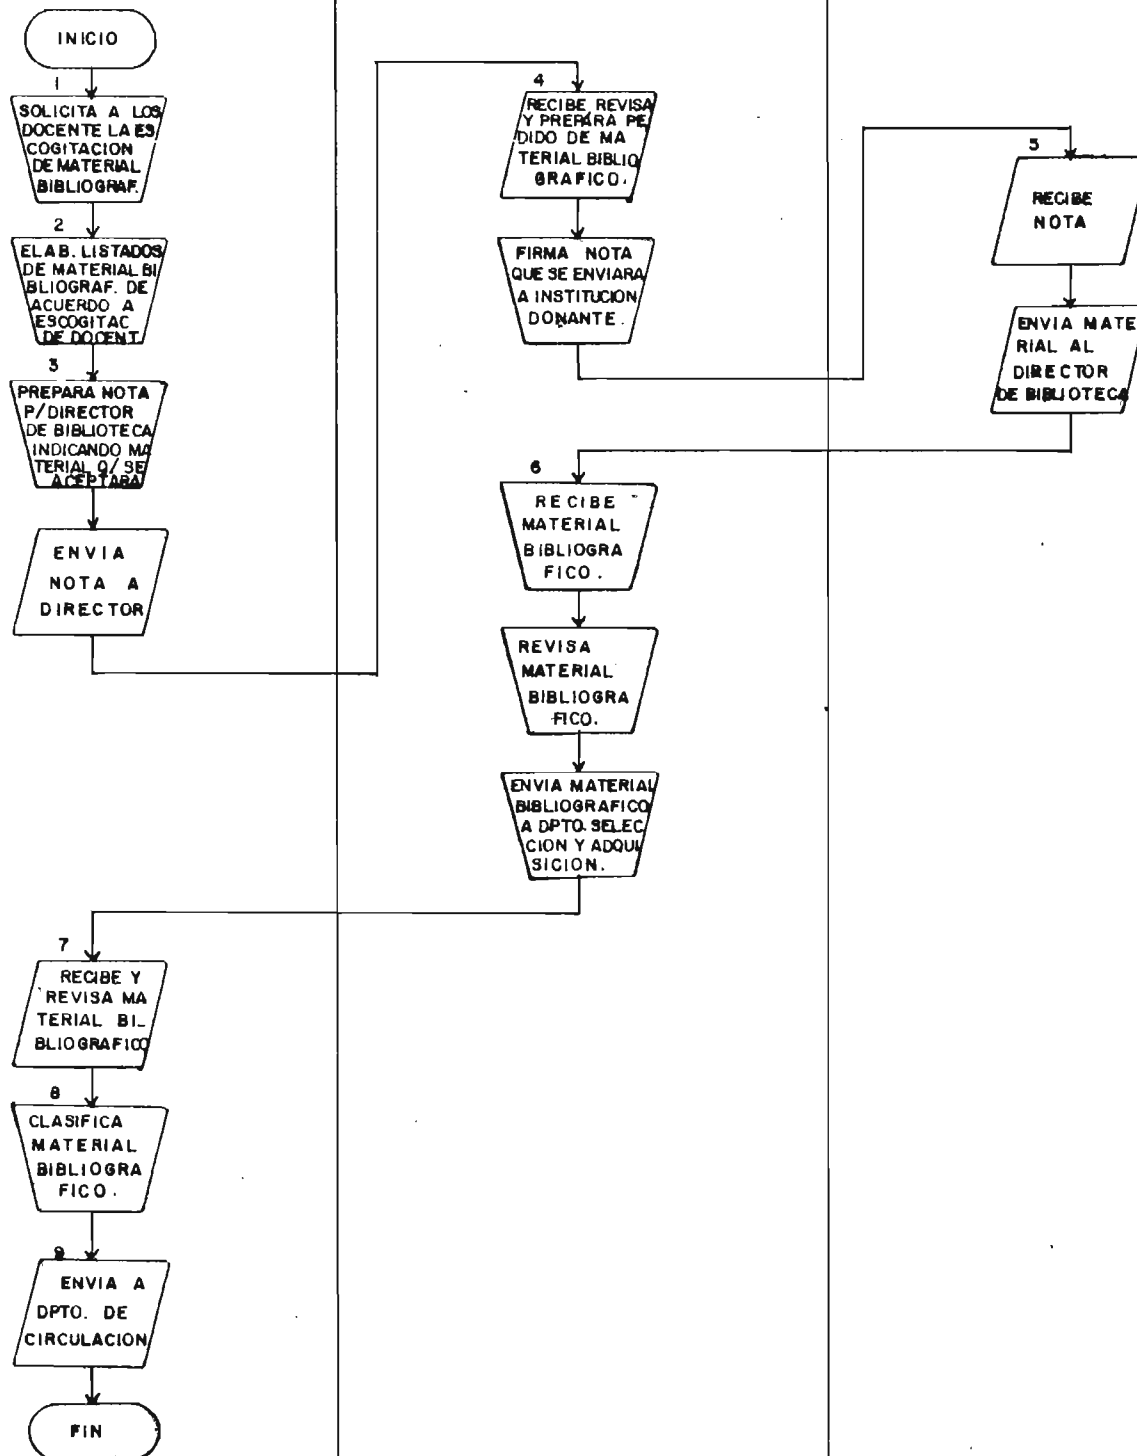 INICIO
1
SOLICITA A LOS
DOCENTE LA ES
COGITACION
DE MATERIAL
BIBLIOGRAF.
2
ELAB. LISTADOS
DE MATERIAL BI
BLIOGRAF. DE
ACUERDO A
ESCOGITAC
DE DOCENT.
3
PREPARA NOTA
P/DIRECTOR
DE BIBLIOTECA
INDICANDO MA
TERIAL Q/ SE
ACEPTARA
ENVIA
NOTA A
DIRECTOR
4
RECIBE REVISA
Y PREPARA PE
DIDO DE MA
TERIAL BIBLIO
GRAFICO.
FIRMA NOTA
QUE SE ENVIARA
A INSTITUCION
DONANTE.
5
RECIBE
NOTA
ENVIA MATE
RIAL AL
DIRECTOR
DE BIBLIOTECA
6
RECIBE
MATERIAL
BIBLIOGRA
FICO.
REVISA
MATERIAL
BIBLIOGRA
FICO.
ENVIA MATERIAL
BIBLIOGRAFICO
A DPTO. SELEC
CION Y ADQUI
SICION.
7
RECIBE Y
REVISA MA
TERIAL BI_
BLIOGRAFICO
8
CLASIFICA
MATERIAL
BIBLIOGRA
FICO.
9
ENVIA A
DPTO. DE
CIRCULACION
FIN